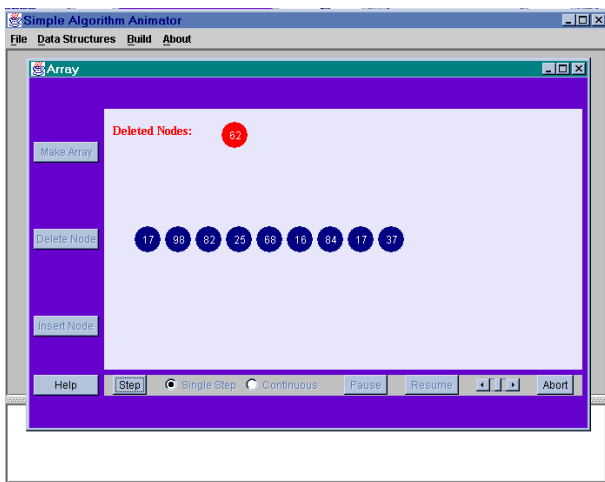 Simple Algorithm Animator
File Data Structures Build About
Array
Deleted Nodes: 62
Make Array
Delete Node
17 98 82 25 68 16 84 17 37
Insert Node
Help Step Single Step Continuous Pause Resume Abort